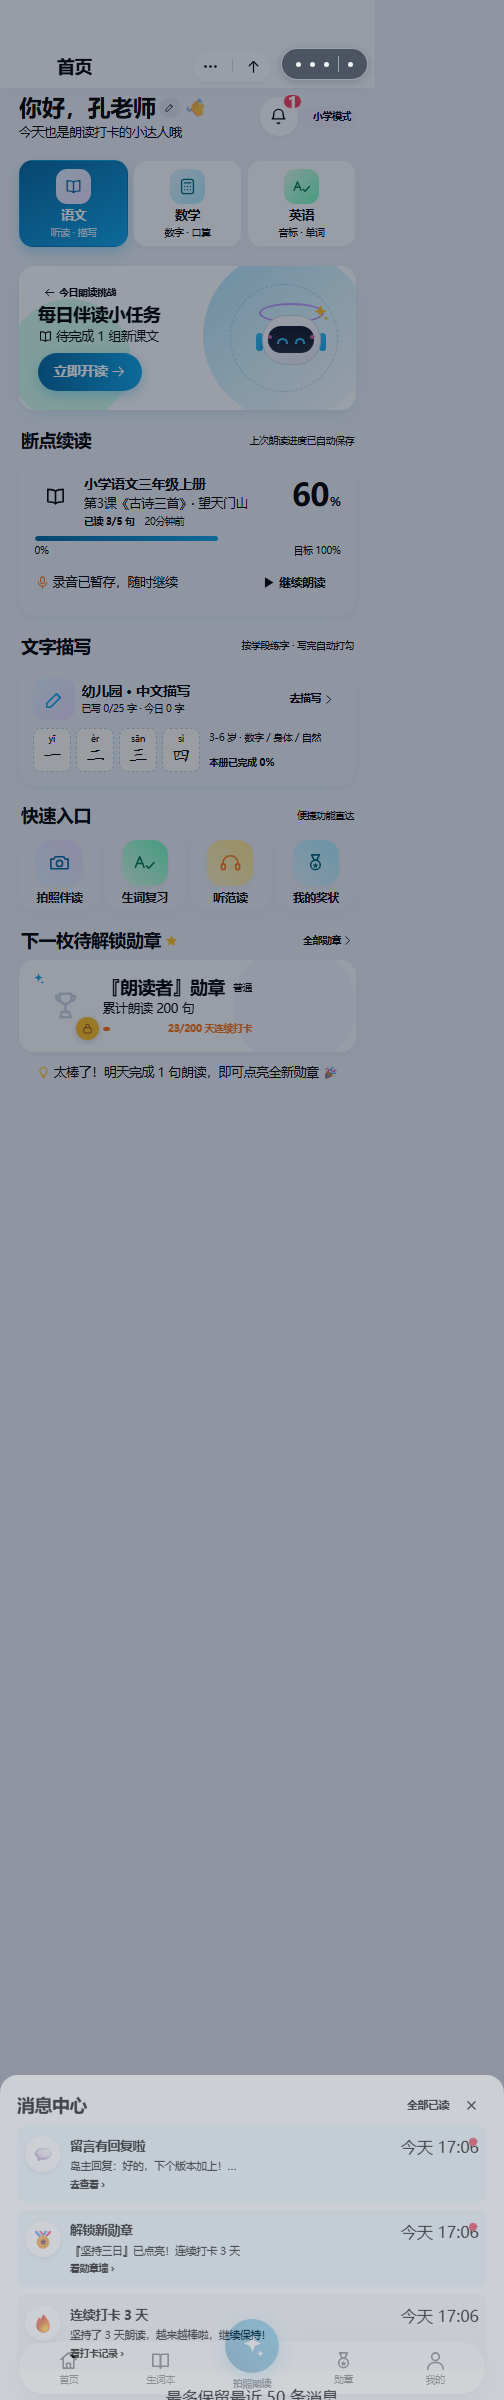 首页
你好，孔老师
今天也是朗读打卡的小达人哦
1
小学模式
语文
听读 · 描写
数学
数字 · 口算
英语
音标 · 单词
今日朗读挑战
每日伴读小任务
待完成 1 组新课文
立即开读
断点续读
上次朗读进度已自动保存
小学语文三年级上册
第3课《古诗三首》· 望天门山
已读 3/5 句 20分钟前
60%
0%
目标 100%
录音已暂存，随时继续
继续朗读
文字描写
按学段练字 · 写完自动打勾
幼儿园 • 中文描写
已写 0/25 字 · 今日 0 字
去描写
yī
èr
sān
sì
一
二
三
四
3-6 岁 · 数字 / 身体 / 自然
本册已完成 0%
快速入口
便捷功能直达
拍照伴读
生词复习
听范读
我的奖状
下一枚待解锁勋章
全部勋章
『朗读者』勋章 普通
累计朗读 200 句
23/200 天连续打卡
太棒了！明天完成 1 句朗读，即可点亮全新勋章
消息中心
全部已读
留言有回复啦
今天 17:06
岛主回复：好的，下个版本加上！...
去查看 ›
解锁新勋章
今天 17:06
『坚持三日』已点亮！连续打卡 3 天
看勋章墙 ›
连续打卡 3 天
今天 17:06
坚持了 3 天朗读，越来越棒啦，继续保持！
看打卡记录 ›
首页
生词本
拍照朗读
勋章
我的
最多保留最近 50 条消息